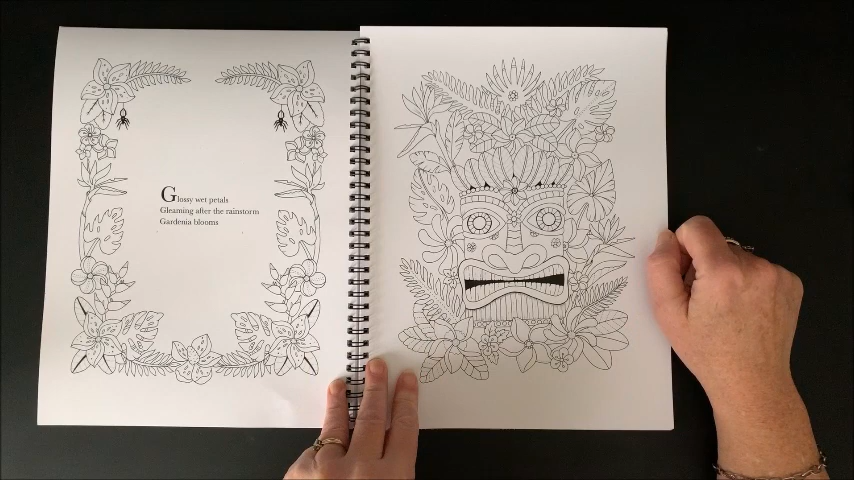 Glossy wet petals
Gleaming after the rainstorm
Gardenia blooms